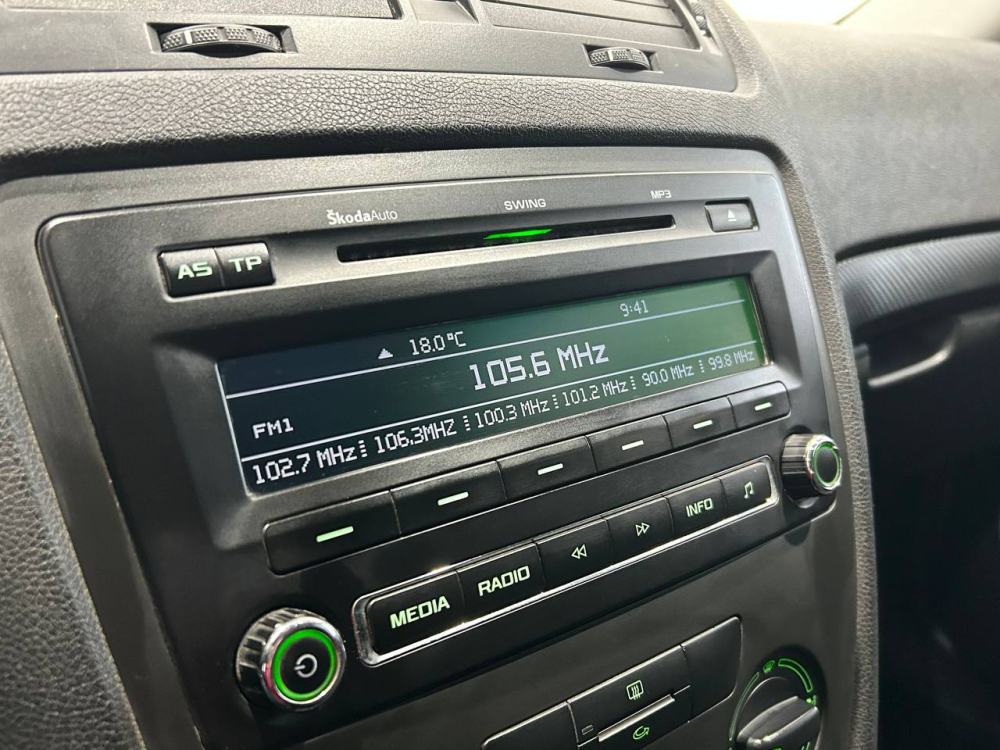 ŠkodaAuto
SWING
MP3
AS
TP
18.0°C
9:41
105.6 MHz
FM1
102.7 MHz 106.3MHZ 100.3 MHz 101.2 MHz 90.0 MHz 99.8 MHz
MEDIA
RADIO
INFO